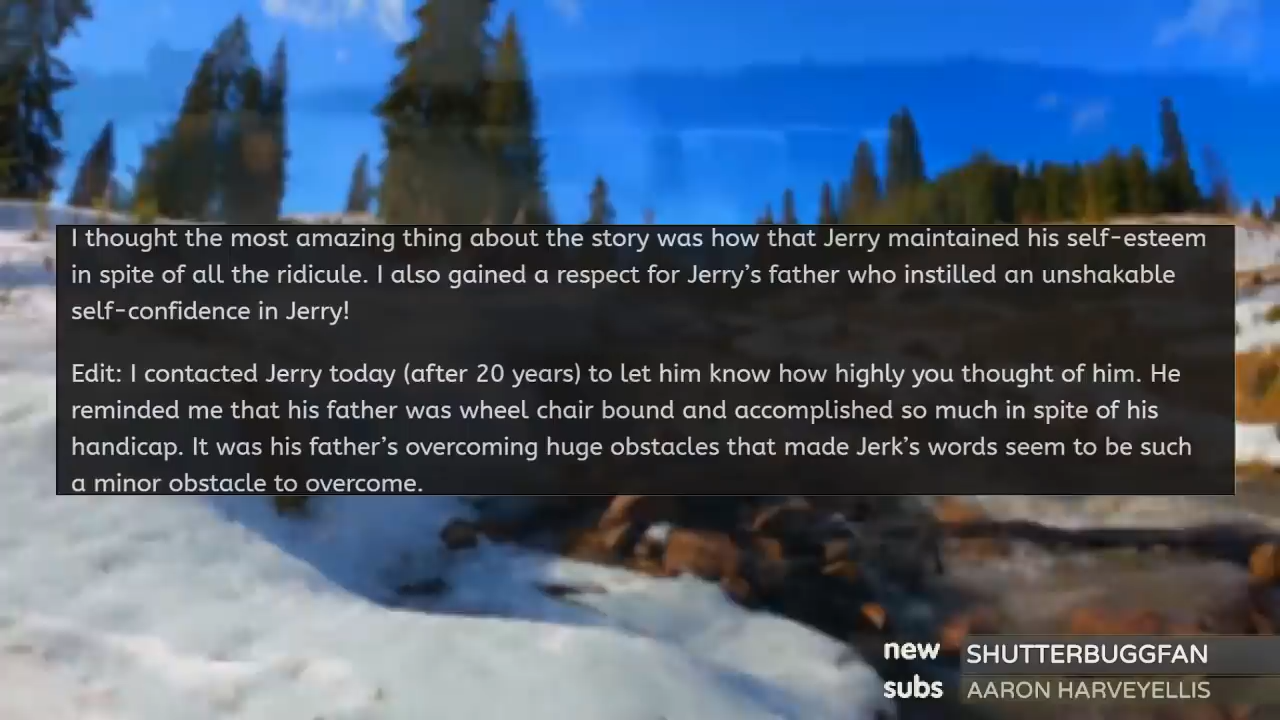 I thought the most amazing thing about the story was how that Jerry maintained his self-esteem
in spite of all the ridicule. I also gained a respect for Jerry's father who instilled an unshakable
self-confidence in Jerry!
Edit: I contacted Jerry today (after 20 years) to let him know how highly you thought of him. He
reminded me that his father was wheel chair bound and accomplished so much in spite of his
handicap. It was his father's overcoming huge obstacles that made Jerk's words seem to be such
a minor obstacle to overcome.
new SHUTTERBUGGFAN
subs AARON HARVEYELLIS